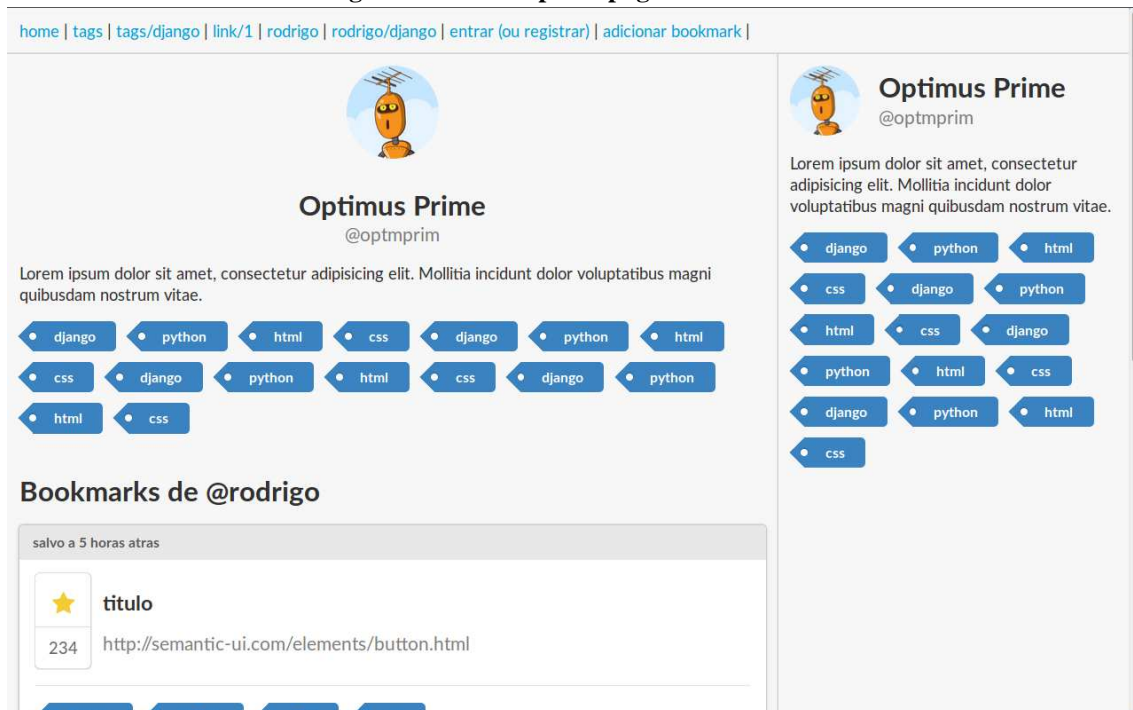 home | tags | tags/django | link/1 | rodrigo | rodrigo/django | entrar (ou registrar) | adicionar bookmark |
Optimus Prime
@optmprim
Lorem ipsum dolor sit amet, consectetur adipisicing elit. Mollitia incidunt dolor voluptatibus magni
quibusdam nostrum vitae.
django python html css django python html
css django python html css django python
html css
Bookmarks de @rodrigo
salvo a 5 horas atras
titulo
234 http://semantic-ui.com/elements/button.html
Optimus Prime
@optmprim
Lorem ipsum dolor sit amet, consectetur
adipisicing elit. Mollitia incidunt dolor
voluptatibus magni quibusdam nostrum vitae.
django python html
css django python
html css django
python html css
django python html
css